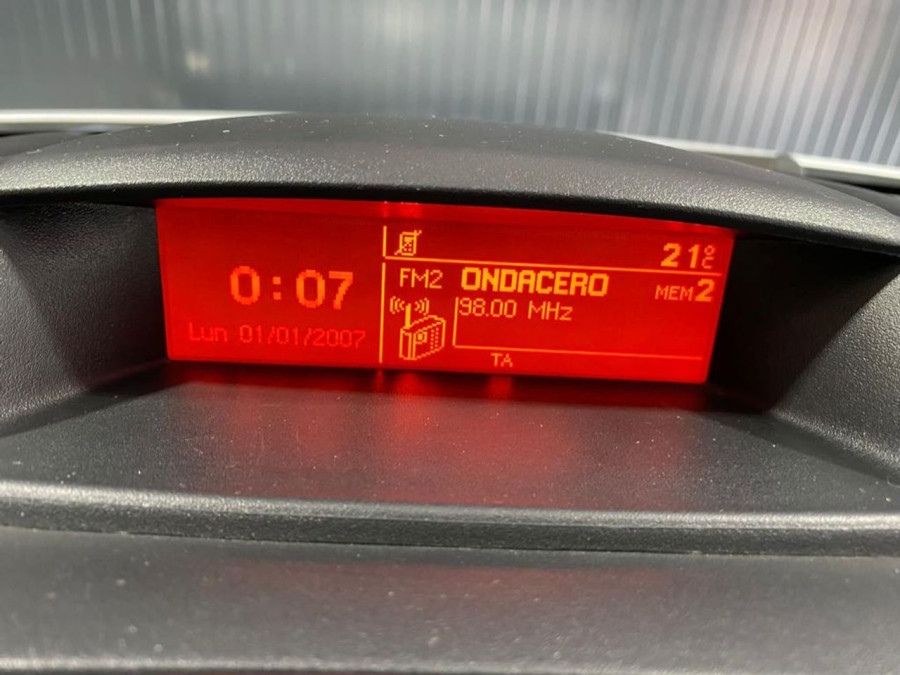 21°C
0:07
FM2 ONDACERO MEM2
98.00 MHz
Lun 01/01/2007
TA